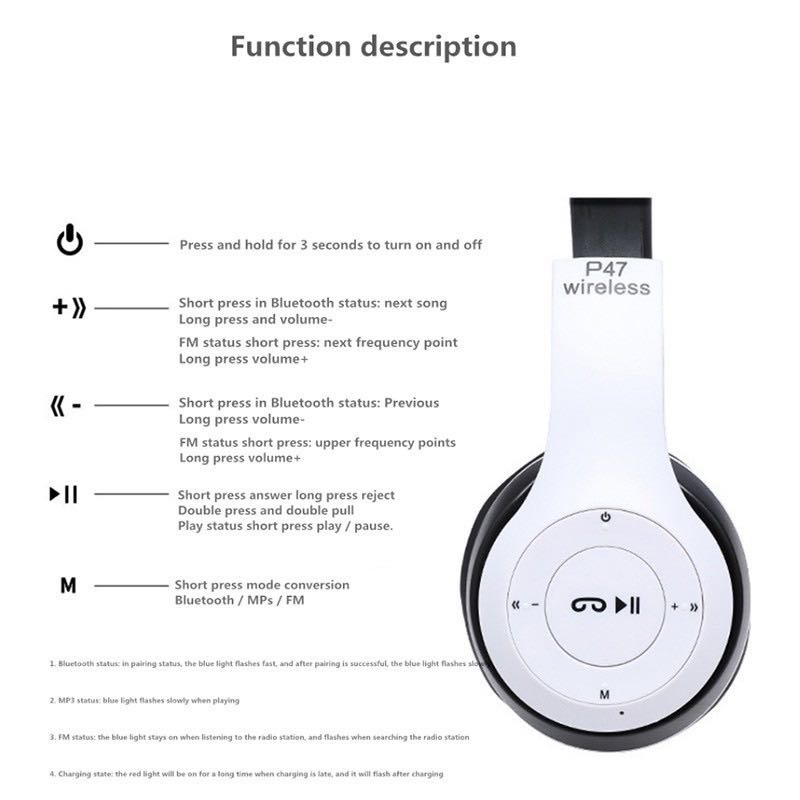 Function description
Press and hold for 3 seconds to turn on and off
P47
wireless
+ Short press in Bluetooth status: next song
Long press and volume-
FM status short press: next frequency point
Long press volume+
- Short press in Bluetooth status: Previous
Long press volume-
FM status short press: upper frequency points
Long press volume+
Short press answer long press reject
Double press and double pull
Play status short press play / pause.
M Short press mode conversion
Bluetooth / MPs / FM
- +
M
1. Bluetooth status: in pairing status, the blue light flashes fast, and after pairing is successful, the blue light flashes slow
2. MP3 status: blue light flashes slowly when playing
3. FM status: the blue light stays on when listening to the radio station, and flashes when searching the radio station
4. Charging state: the red light will be on for a long time when charging is late, and it will flash after charging